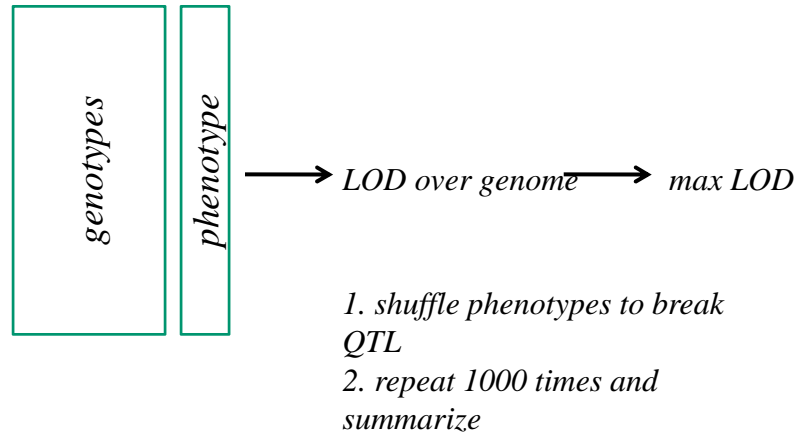 genotypes
phenotype
LOD over genome
max LOD
1. shuffle phenotypes to break
QTL
2. repeat 1000 times and
summarize